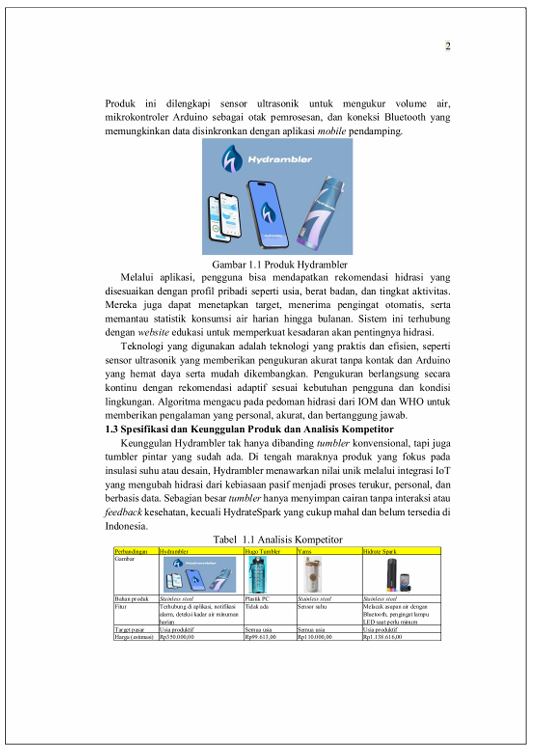 2
Produk ini dilengkapi sensor ultrasonik untuk mengukur volume air,
mikrokontroler Arduino sebagai otak pemrosesan, dan koneksi Bluetooth yang
memungkinkan data disinkronkan dengan aplikasi mobile pendamping.
Hydrambler
Gambar 1.1 Produk Hydrambler
Melalui aplikasi, pengguna bisa mendapatkan rekomendasi hidrasi yang
disesuaikan dengan profil pribadi seperti usia, berat badan, dan tingkat aktivitas.
Mereka juga dapat menetapkan target, menerima pengingat otomatis, serta
memantau statistik konsumsi air harian hingga bulanan. Sistem ini terhubung
dengan website edukasi untuk memperkuat kesadaran akan pentingnya hidrasi.
Teknologi yang digunakan adalah teknologi yang praktis dan efisien, seperti
sensor ultrasonik yang memberikan pengukuran akurat tanpa kontak dan Arduino
yang hemat daya serta mudah dikembangkan. Pengukuran berlangsung secara
kontinu dengan rekomendasi adaptif sesuai kebutuhan pengguna dan kondisi
lingkungan. Algoritma mengacu pada pedoman hidrasi dari IOM dan WHO untuk
memberikan pengalaman yang personal, akurat, dan bertanggung jawab.
1.3 Spesifikasi dan Keunggulan Produk dan Analisis Kompetitor
Keunggulan Hydrambler tak hanya dibanding tumbler konvensional, tapi juga
tumbler pintar yang sudah ada. Di tengah maraknya produk yang fokus pada
insulasi suhu atau desain, Hydrambler menawarkan nilai unik melalui integrasi IoT
yang mengubah hidrasi dari kebiasaan pasif menjadi proses terukur, personal, dan
berbasis data. Sebagian besar tumbler hanya menyimpan cairan tanpa interaksi atau
feedback kesehatan, kecuali HydrateSpark yang cukup mahal dan belum tersedia di
Indonesia.
Tabel 1.1 Analisis Kompetitor
Perbandingan Hydrambler Hugo Tumbler Yams Hidrate Spark
Gambar
Bahan produk Stainless steel Plastik PC Stainless steel Stainless steel
Fitur Terhubung di aplikasi, notifikasi Tidak ada Sensor suhu Melacak asupan air dengan
alarm, deteksi kadar air minuman Bluetooth, pengingat lampu
harian LED saat perlu minum
Target pasar Usia produktif Semua usia Semua usia Usia produktif
Harga (estimasi) Rp350.000,00 Rp99.613,00 Rp110.000,00 Rp1.138.616,00